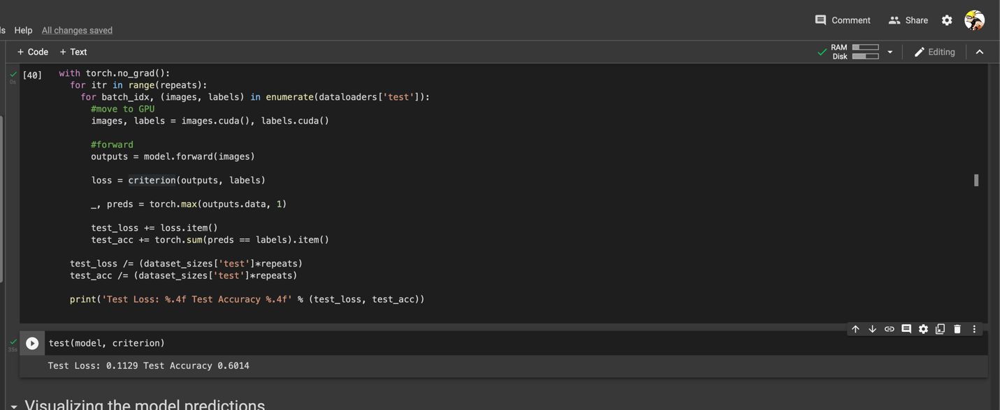 Comment Share
ls Help All changes saved
+ Code + Text RAM Disk Editing
[40] with torch.no_grad():
0s for itr in range(repeats):
for batch_idx, (images, labels) in enumerate(dataloaders['test']):
#move to GPU
images, labels = images.cuda(), labels.cuda()
#forward
outputs = model.forward(images)
loss = criterion(outputs, labels)
_, preds = torch.max(outputs.data, 1)
test_loss += loss.item()
test_acc += torch.sum(preds == labels).item()
test_loss /= (dataset_sizes['test']*repeats)
test_acc /= (dataset_sizes['test']*repeats)
print('Test Loss: %.4f Test Accuracy %.4f' % (test_loss, test_acc))
35s test(model, criterion)
Test Loss: 0.1129 Test Accuracy 0.6014
Visualizing the model predictions